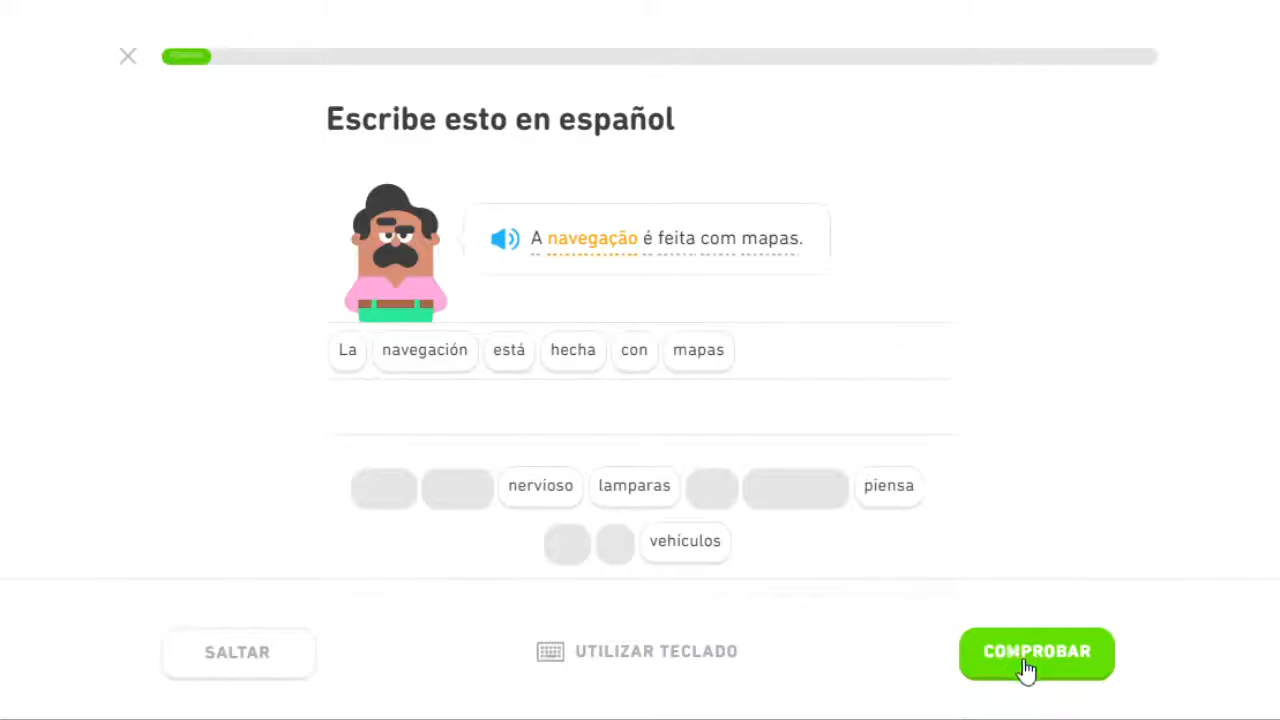 Escribe esto en español
A navegação é feita com mapas.
La navegación está hecha con mapas
nervioso lamparas piensa
vehículos
SALTAR UTILIZAR TECLADO COMPROBAR